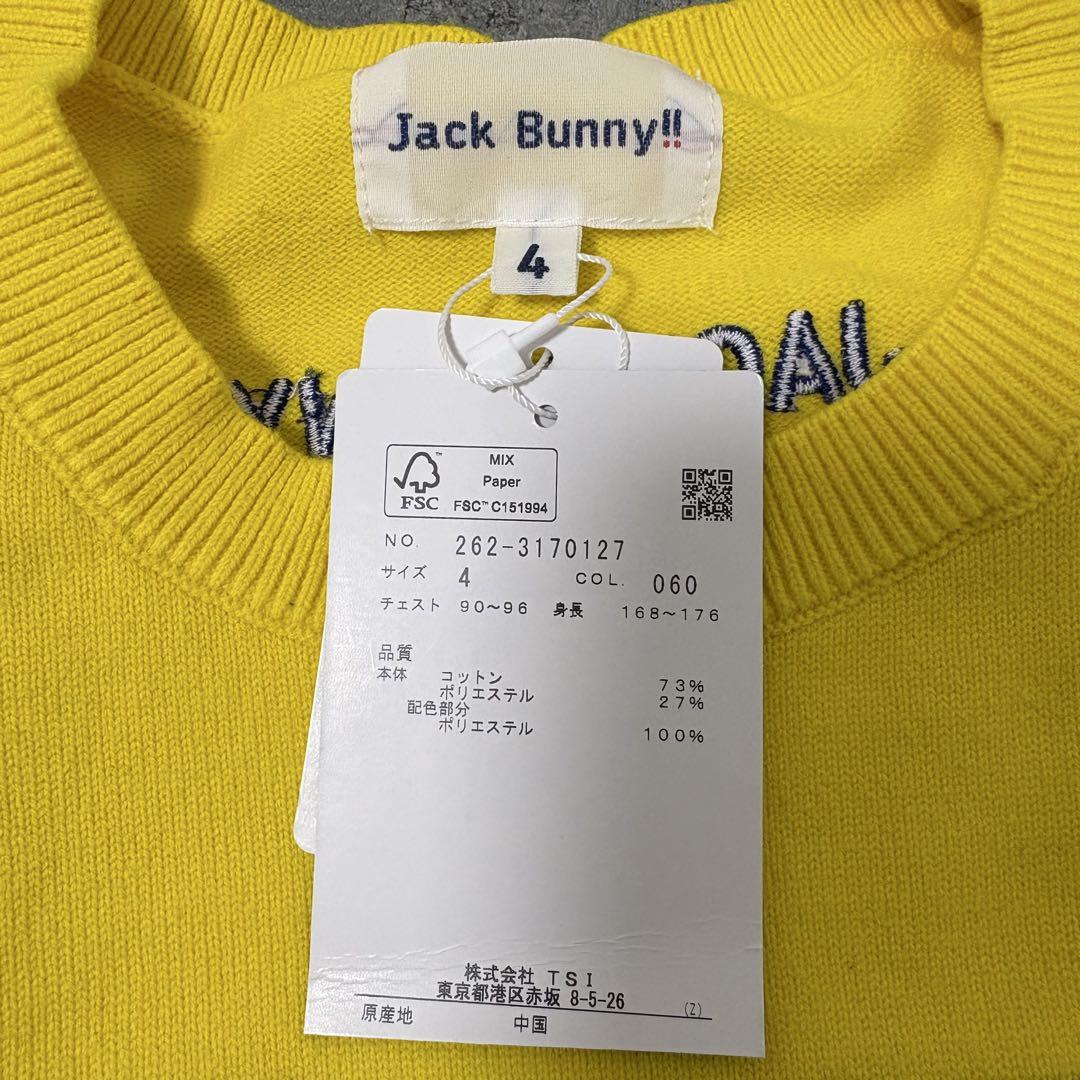 Jack Bunny!!
4
MIX
Paper
FSC™ C151994
FSC™
NO. 262-3170127
サイズ 4 COL. 060
チェスト 90～96 身長 168～176
品質
本体 コットン 73%
ポリエステル 27%
配色部分
ポリエステル 100%
株式会社 TSI
東京都港区赤坂 8-5-26
(Z)
原産地 中国